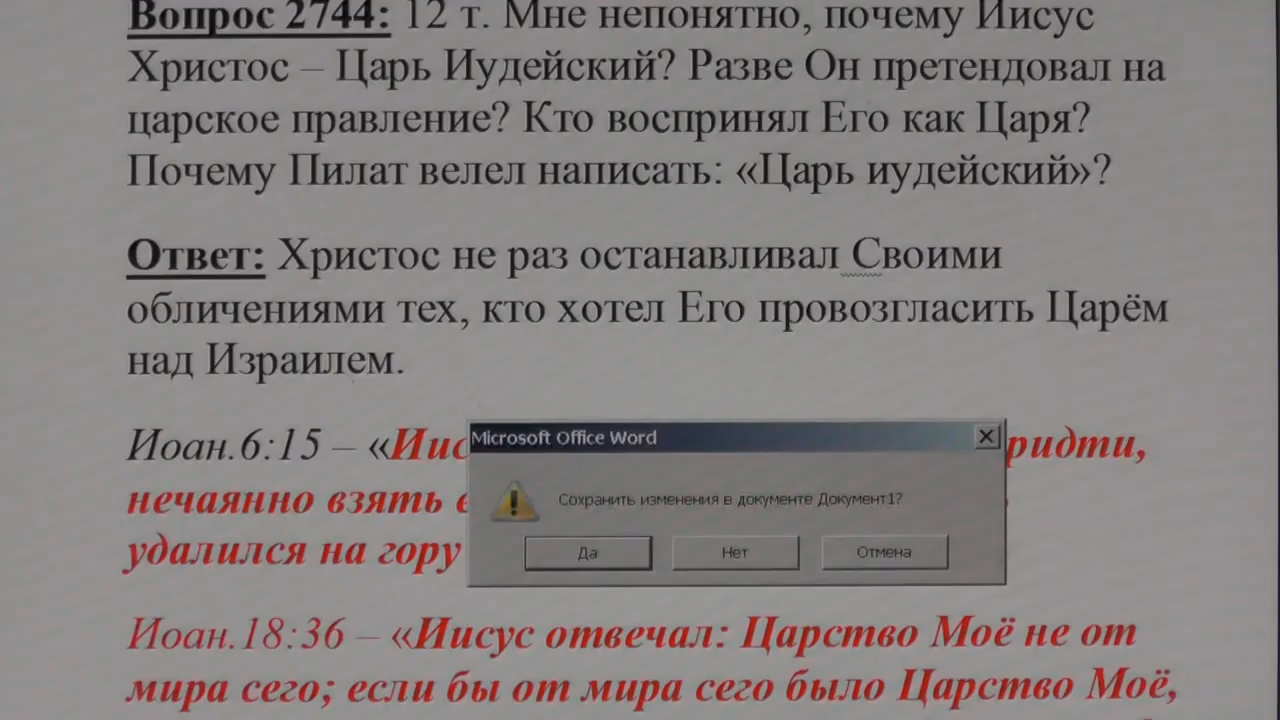 Вопрос 2744: 12 т. Мне непонятно, почему Иисус
Христос – Царь Иудейский? Разве Он претендовал на
царское правление? Кто воспринял Его как Царя?
Почему Пилат велел написать: «Царь иудейский»?
Ответ: Христос не раз останавливал Своими
обличениями тех, кто хотел Его провозгласить Царём
над Израилем.
Иоан.6:15 – «
нечаянно взять
удалился на гору
Microsoft Office Word
Сохранить изменения в документе Документ1?
Да Нет Отмена
Иоан.18:36 – «Иисус отвечал: Царство Моё не от
мира сего; если бы от мира сего было Царство Моё,